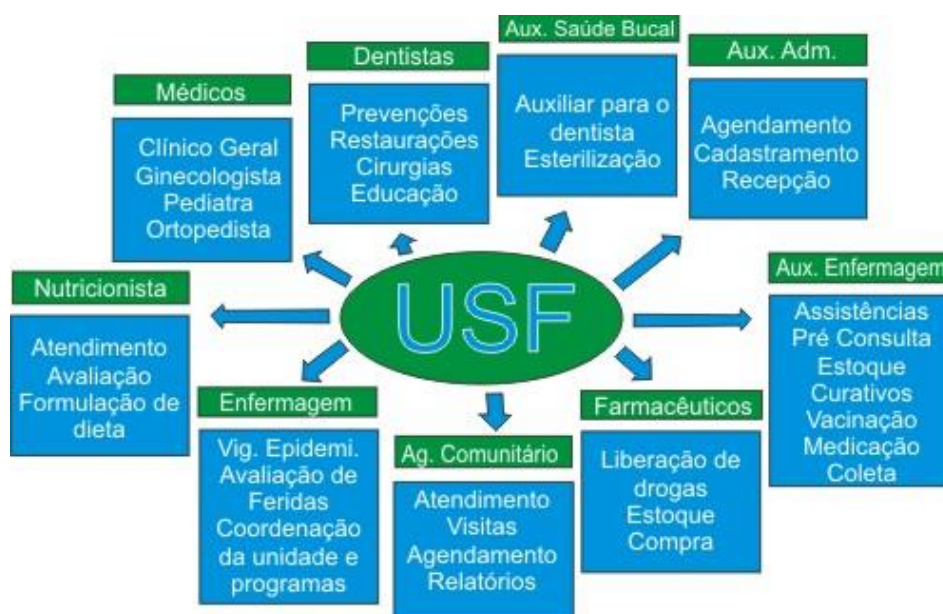 Médicos
Clínico Geral
Ginecologista
Pediatra
Ortopedista
Dentistas
Prevenções
Restaurações
Cirurgias
Educação
Aux. Saúde Bucal
Auxiliar para o
dentista
Esterilização
Aux. Adm.
Agendamento
Cadastramento
Recepção
USF
Nutricionista
Atendimento
Avaliação
Formulação de
dieta
Enfermagem
Vig. Epidemi.
Avaliação de
Feridas
Coordenação
da unidade e
programas
Ag. Comunitário
Atendimento
Visitas
Agendamento
Relatórios
Farmacêuticos
Liberação de
drogas
Estoque
Compra
Aux. Enfermagem
Assistências
Pré Consulta
Estoque
Curativos
Vacinação
Medicação
Coleta